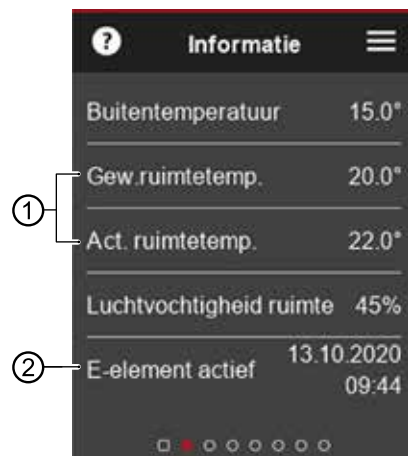 ? Informatie
Buitentemperatuur 15.0°
Gew.ruimtetemp. 20.0°
1
Act. ruimtetemp. 22.0°
Luchtvochtigheid ruimte 45%
2 E-element actief 13.10.2020
09:44